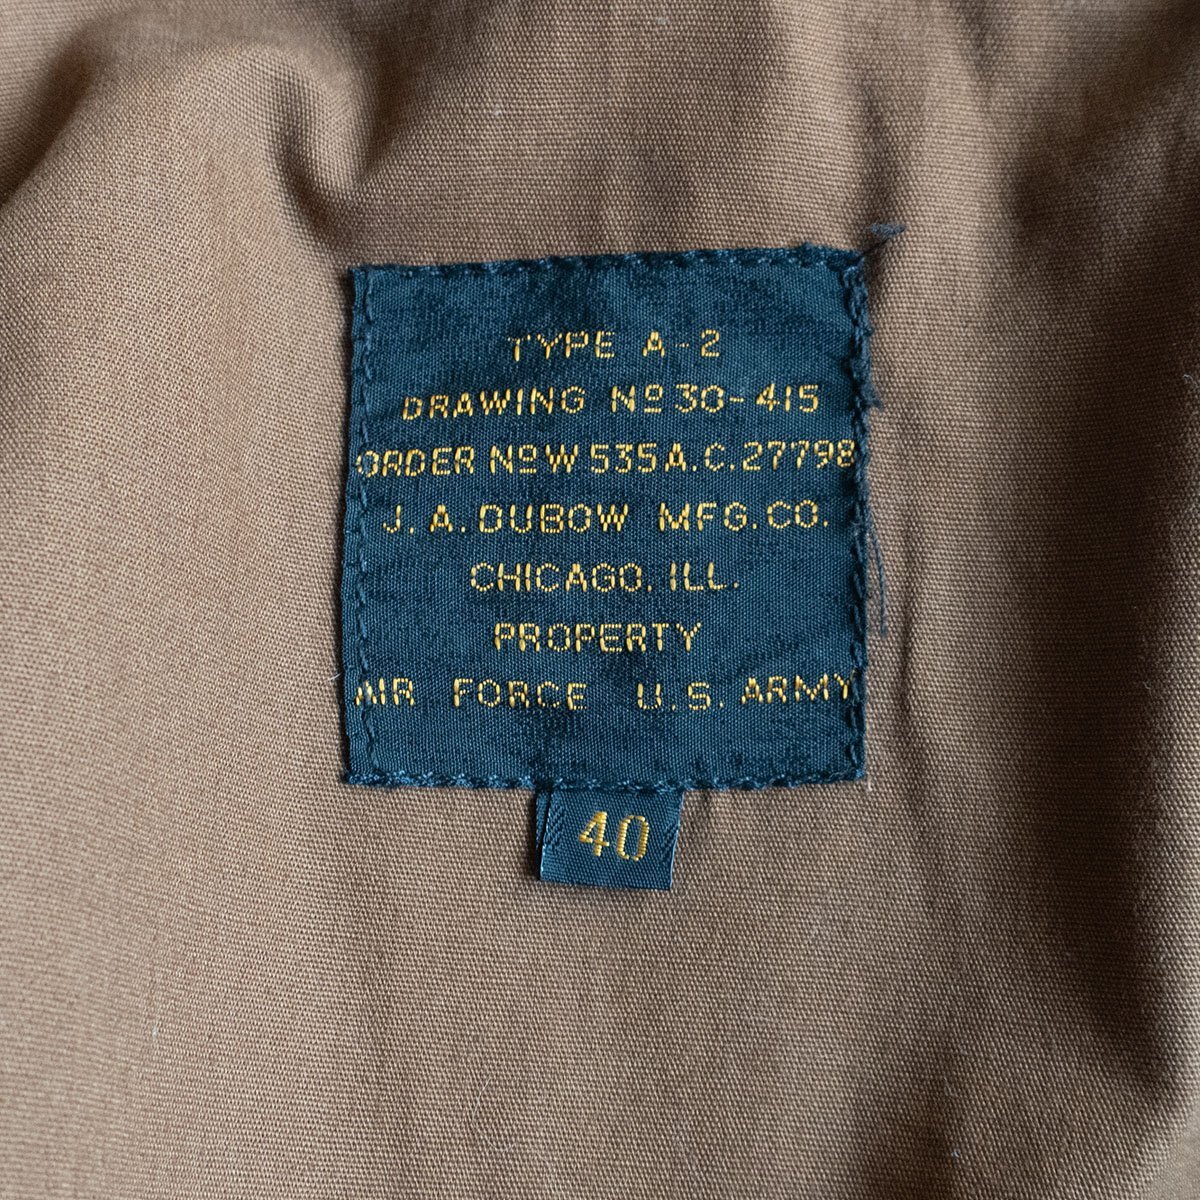 TYPE A-2
DRAWING Nº 30-415
ORDER Nº W 535 A.C. 27798
J. A. DUBOW MFG. CO.
CHICAGO, ILL.
PROPERTY
AIR FORCE U.S. ARMY
40